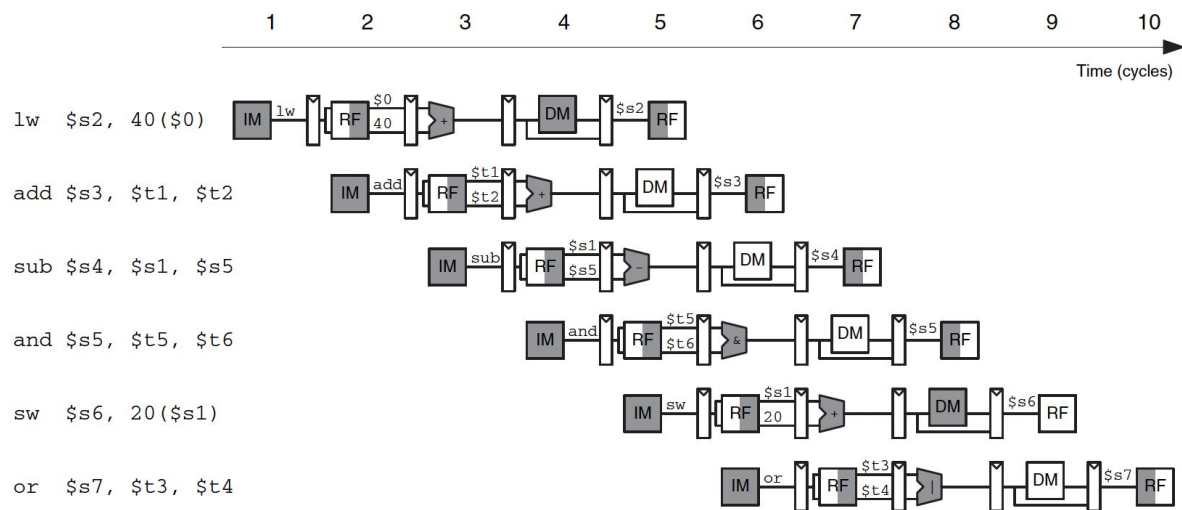 1 2 3 4 5 6 7 8 9 10
Time (cycles)
lw $s2, 40($0) IM lw RF $0 40 + DM $s2 RF
add $s3, $t1, $t2 IM add RF $t1 $t2 + DM $s3 RF
sub $s4, $s1, $s5 IM sub RF $s1 $s5 - DM $s4 RF
and $s5, $t5, $t6 IM and RF $t5 $t6 & DM $s5 RF
sw $s6, 20($s1) IM sw RF $s1 20 + DM $s6 RF
or $s7, $t3, $t4 IM or RF $t3 $t4 | DM $s7 RF